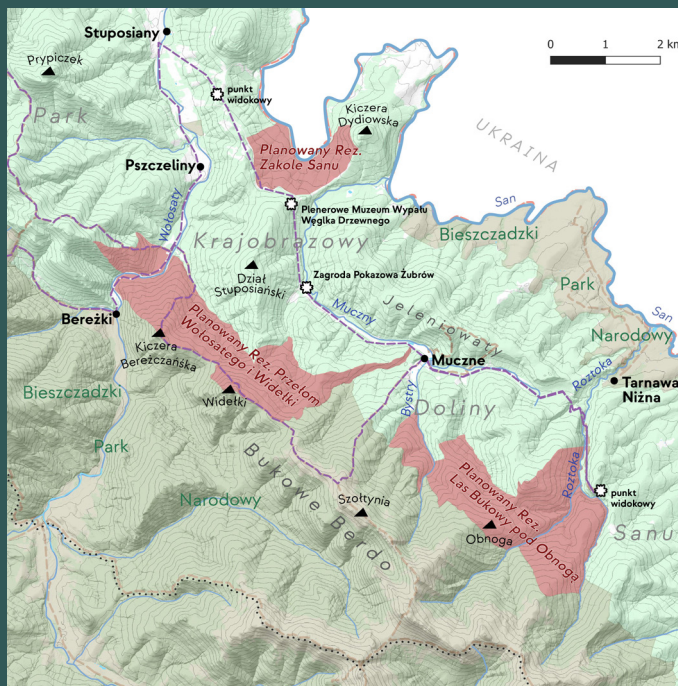 Stuposiany
Prypiczek
punkt
widokowy
0 1 2 km
Kiczera
Dydiowska
Park
UKRAINA
Planowany Rez.
Zakole Sanu
Pszczeliny
Wołosaty
San
Plenerowe Muzeum Wypału
Węglka Drzewnego
Bieszczadzki
Krajobrazowy
Dział
Stuposiański
Zagroda Pokazowa Żubrów
Park
Jeleniowaty
Muczny
San
Bereżki
Narodowy
Kiczera
Bereżczańska
Planowany Rez. Przełom
Wołosatego i Widełki
Muczne
Roztoka
Tarnawa
Niżna
Bieszczadzki
Widełki
Bystry
Doliny
Park
Bukowe Berdo
Planowany Rez.
Las Bukowy pod Obnogą
Roztoka
Narodowy
Szołtynia
punkt
widokowy
Obnoga
Sanu